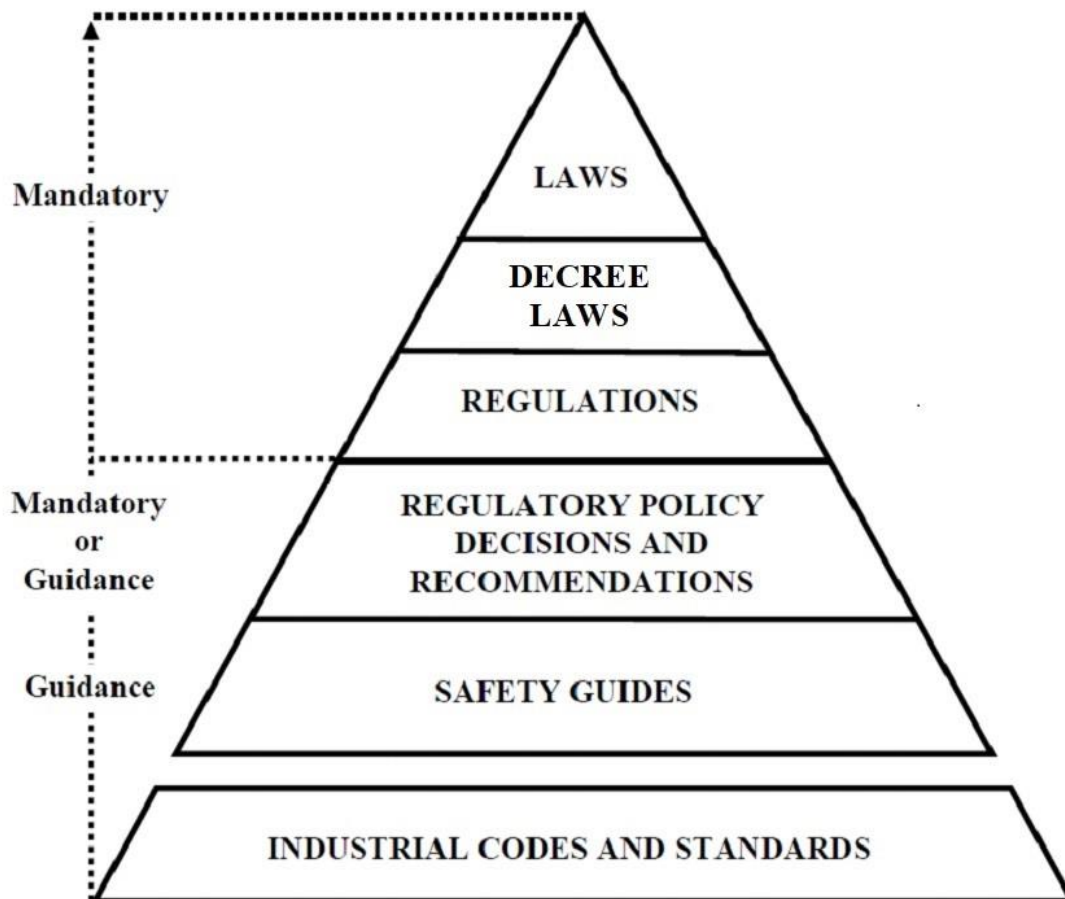 LAWS
Mandatory
DECREE
LAWS
REGULATIONS
Mandatory
or
Guidance
REGULATORY POLICY
DECISIONS AND
RECOMMENDATIONS
Guidance
SAFETY GUIDES
INDUSTRIAL CODES AND STANDARDS